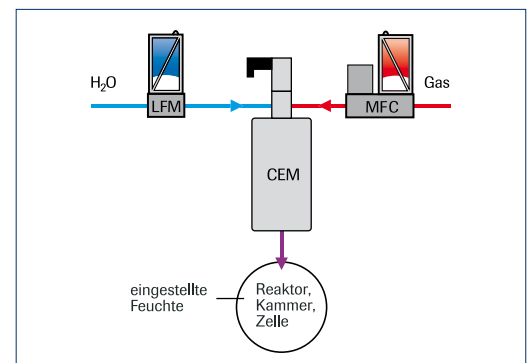 H₂O
LFM
MFC
Gas
CEM
eingestellte
Feuchte
Reaktor,
Kammer,
Zelle